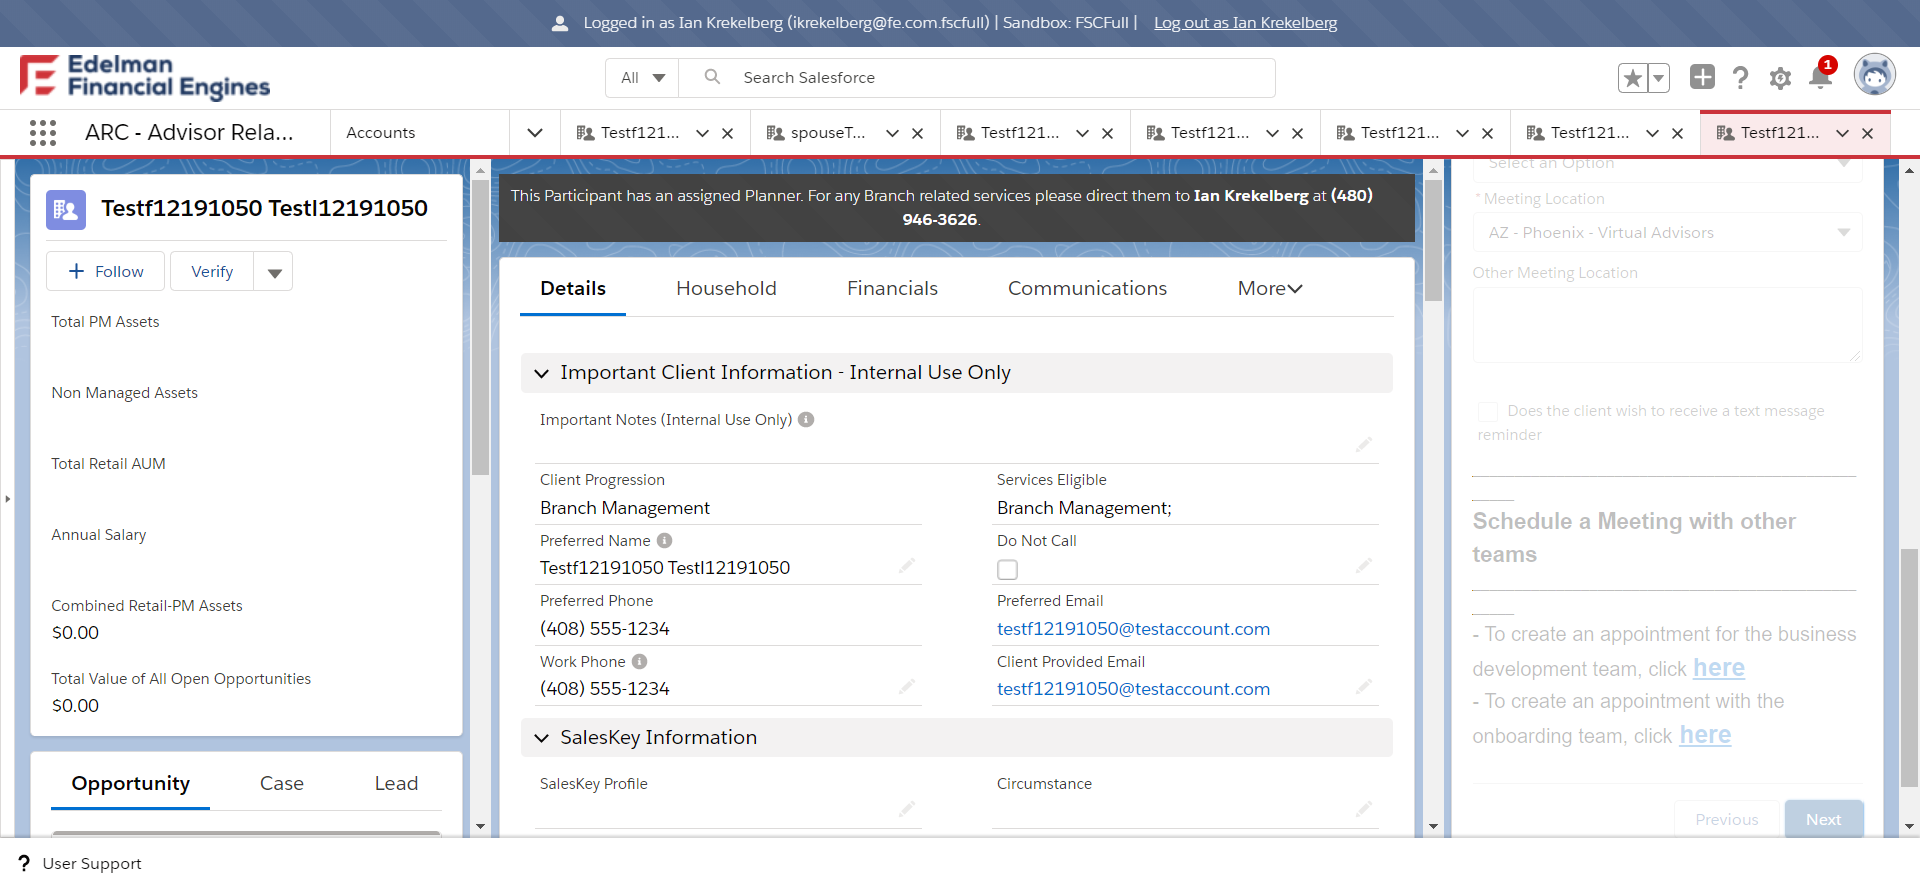 Logged in as Ian Krekelberg (ikrekelberg@fe.com.fscfull) | Sandbox: FSCFull | Log out as Ian Krekelberg
Edelman
Financial Engines
All
Search Salesforce
1
ARC - Advisor Rela...
Accounts
Testf121...
spouseT...
Testf121...
Testf121...
Testf121...
Testf121...
Testf121...
Testf12191050 Testl12191050
Follow
Verify
Total PM Assets
Non Managed Assets
Total Retail AUM
Annual Salary
Combined Retail-PM Assets
$0.00
Total Value of All Open Opportunities
$0.00
Opportunity
Case
Lead
This Participant has an assigned Planner. For any Branch related services please direct them to Ian Krekelberg at (480)
946-3626.
Details
Household
Financials
Communications
More
Important Client Information - Internal Use Only
Important Notes (Internal Use Only)
Client Progression
Branch Management
Services Eligible
Branch Management;
Preferred Name
Testf12191050 Testl12191050
Do Not Call
Preferred Phone
(408) 555-1234
Preferred Email
testf12191050@testaccount.com
Work Phone
(408) 555-1234
Client Provided Email
testf12191050@testaccount.com
SalesKey Information
SalesKey Profile
Circumstance
Select an Option
* Meeting Location
AZ - Phoenix - Virtual Advisors
Other Meeting Location
Does the client wish to receive a text message
reminder
Schedule a Meeting with other
teams
- To create an appointment for the business
development team, click here
- To create an appointment with the
onboarding team, click here
Previous
Next
? User Support